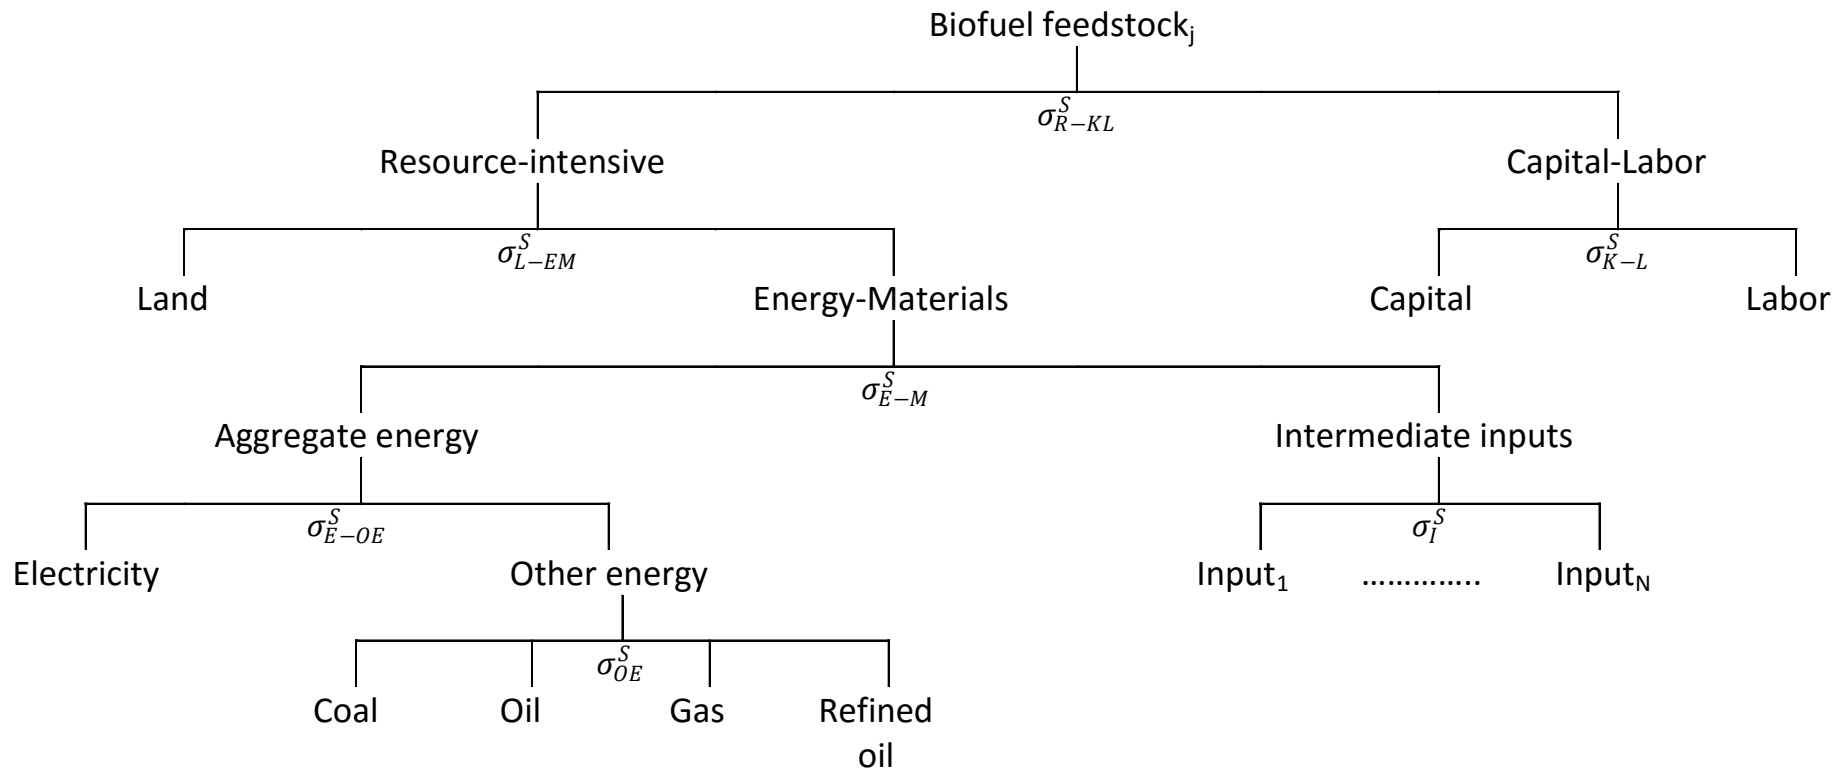 Biofuel feedstock_j
σ^S_{R−KL}
Resource-intensive
Capital-Labor
σ^S_{L−EM}
σ^S_{K−L}
Land
Energy-Materials
Capital
Labor
σ^S_{E−M}
Aggregate energy
Intermediate inputs
σ^S_{E−OE}
σ^S_I
Electricity
Other energy
Input_1
…………..
Input_N
σ^S_{OE}
Coal
Oil
Gas
Refined
oil